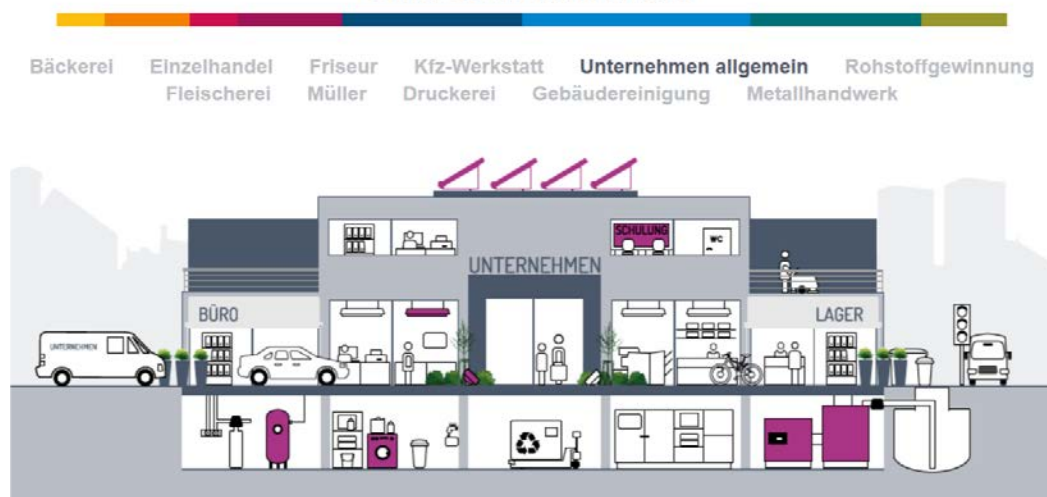 Bäckerei Einzelhandel Friseur Kfz-Werkstatt Unternehmen allgemein Rohstoffgewinnung
Fleischerei Müller Druckerei Gebäudereinigung Metallhandwerk
SCHULUNG
WC
UNTERNEHMEN
BÜRO
LAGER
UNTERNEHMEN